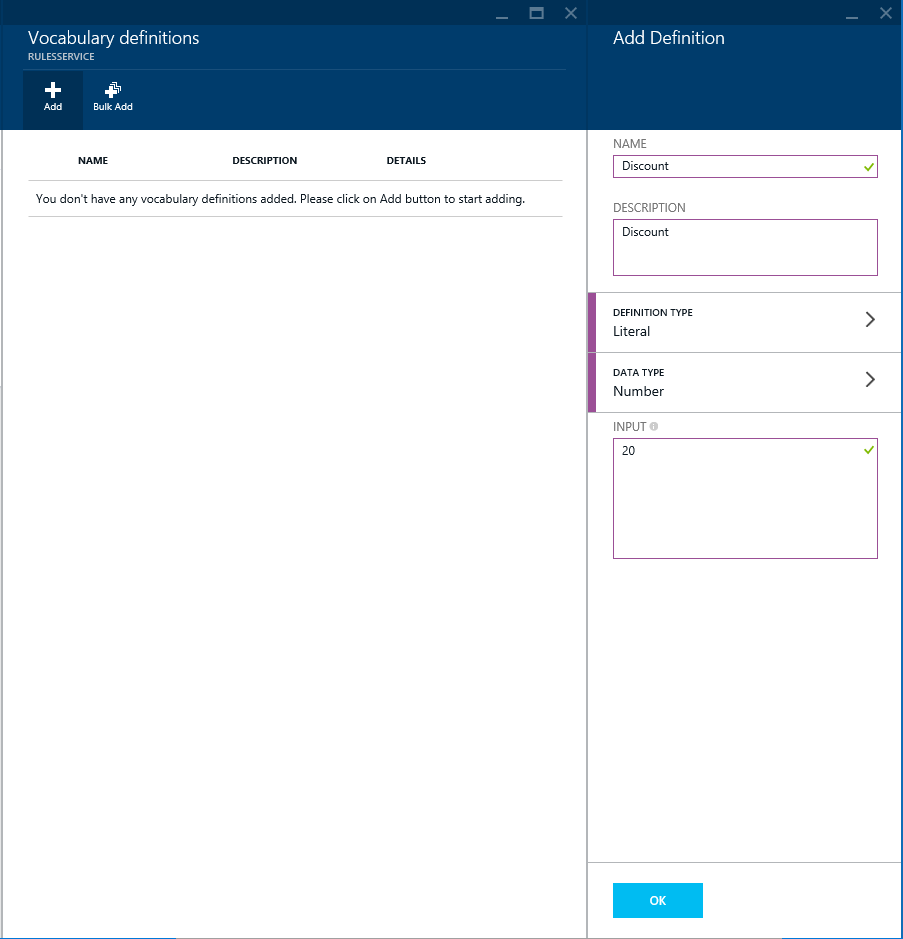 Vocabulary definitions
RULESSERVICE
Add
Bulk Add
NAME DESCRIPTION DETAILS
You don't have any vocabulary definitions added. Please click on Add button to start adding.
Add Definition
NAME
Discount
DESCRIPTION
Discount
DEFINITION TYPE
Literal
DATA TYPE
Number
INPUT
20
OK